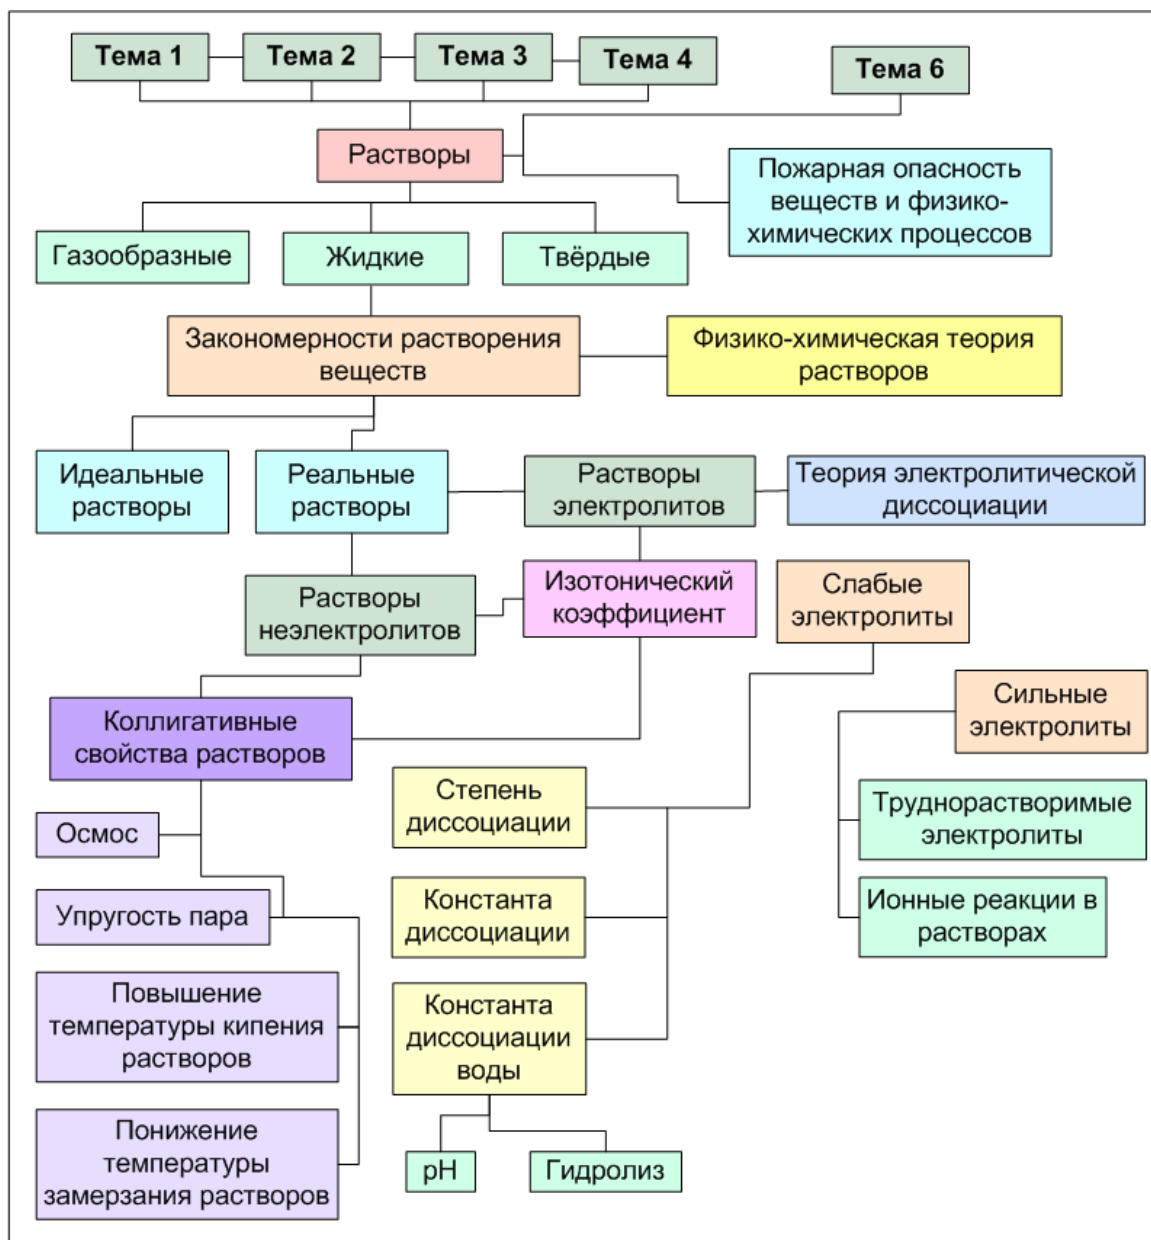 Тема 1
Тема 2
Тема 3
Тема 4
Тема 6
Растворы
Пожарная опасность
веществ и физико-
химических процессов
Газообразные
Жидкие
Твёрдые
Закономерности растворения
веществ
Физико-химическая теория
растворов
Идеальные
растворы
Реальные
растворы
Растворы
электролитов
Теория электролитической
диссоциации
Растворы
неэлектролитов
Изотонический
коэффициент
Слабые
электролиты
Коллигативные
свойства растворов
Сильные
электролиты
Степень
диссоциации
Труднорастворимые
электролиты
Осмос
Упругость пара
Константа
диссоциации
Ионные реакции в
растворах
Повышение
температуры кипения
растворов
Константа
диссоциации
воды
Понижение
температуры
замерзания растворов
pH
Гидролиз